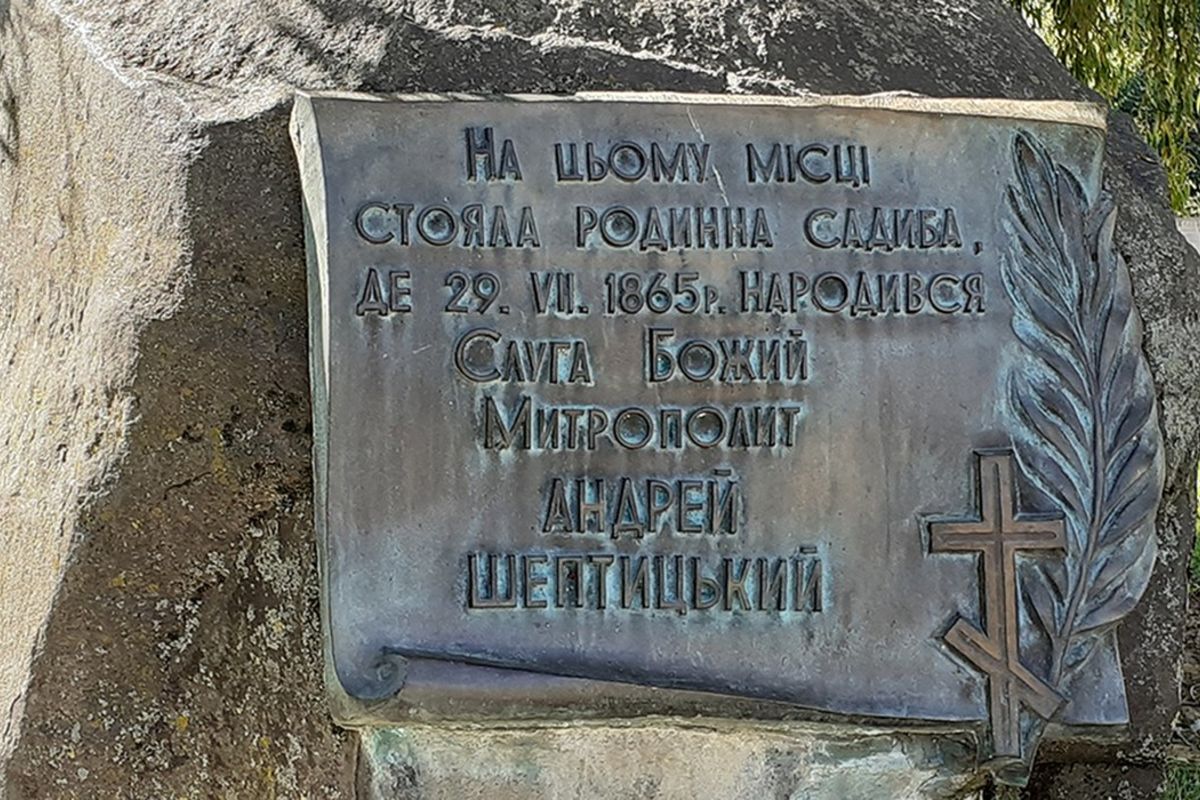 На цьому місці
стояла родинна садиба,
де 29. VII. 1865р. народився
Слуга Божий
Митрополит
Андрей
Шептицький